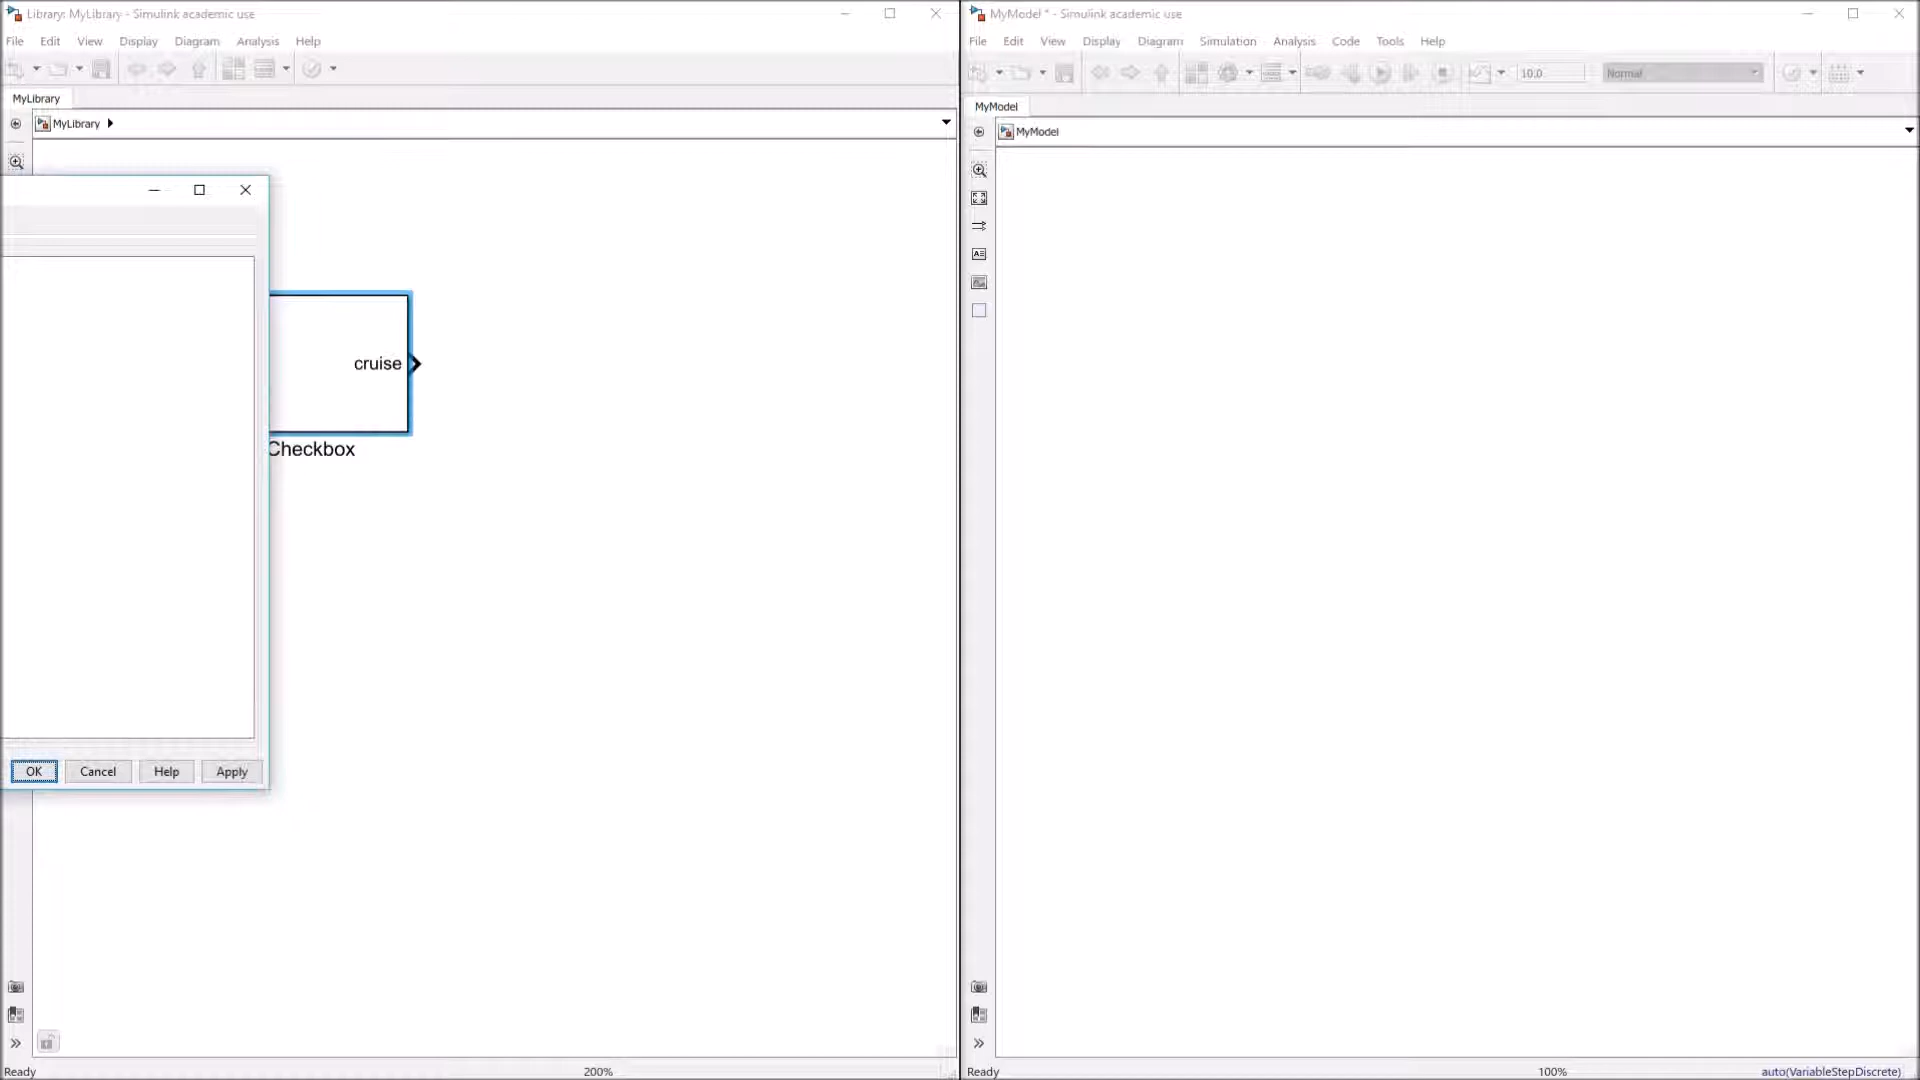 Library: MyLibrary - Simulink academic use
File Edit View Display Diagram Analysis Help
MyLibrary
MyLibrary
cruise
Checkbox
OK Cancel Help Apply
Ready 200%
MyModel * - Simulink academic use
File Edit View Display Diagram Simulation Analysis Code Tools Help
10.0 Normal
MyModel
MyModel
Ready 100% auto(VariableStepDiscrete)